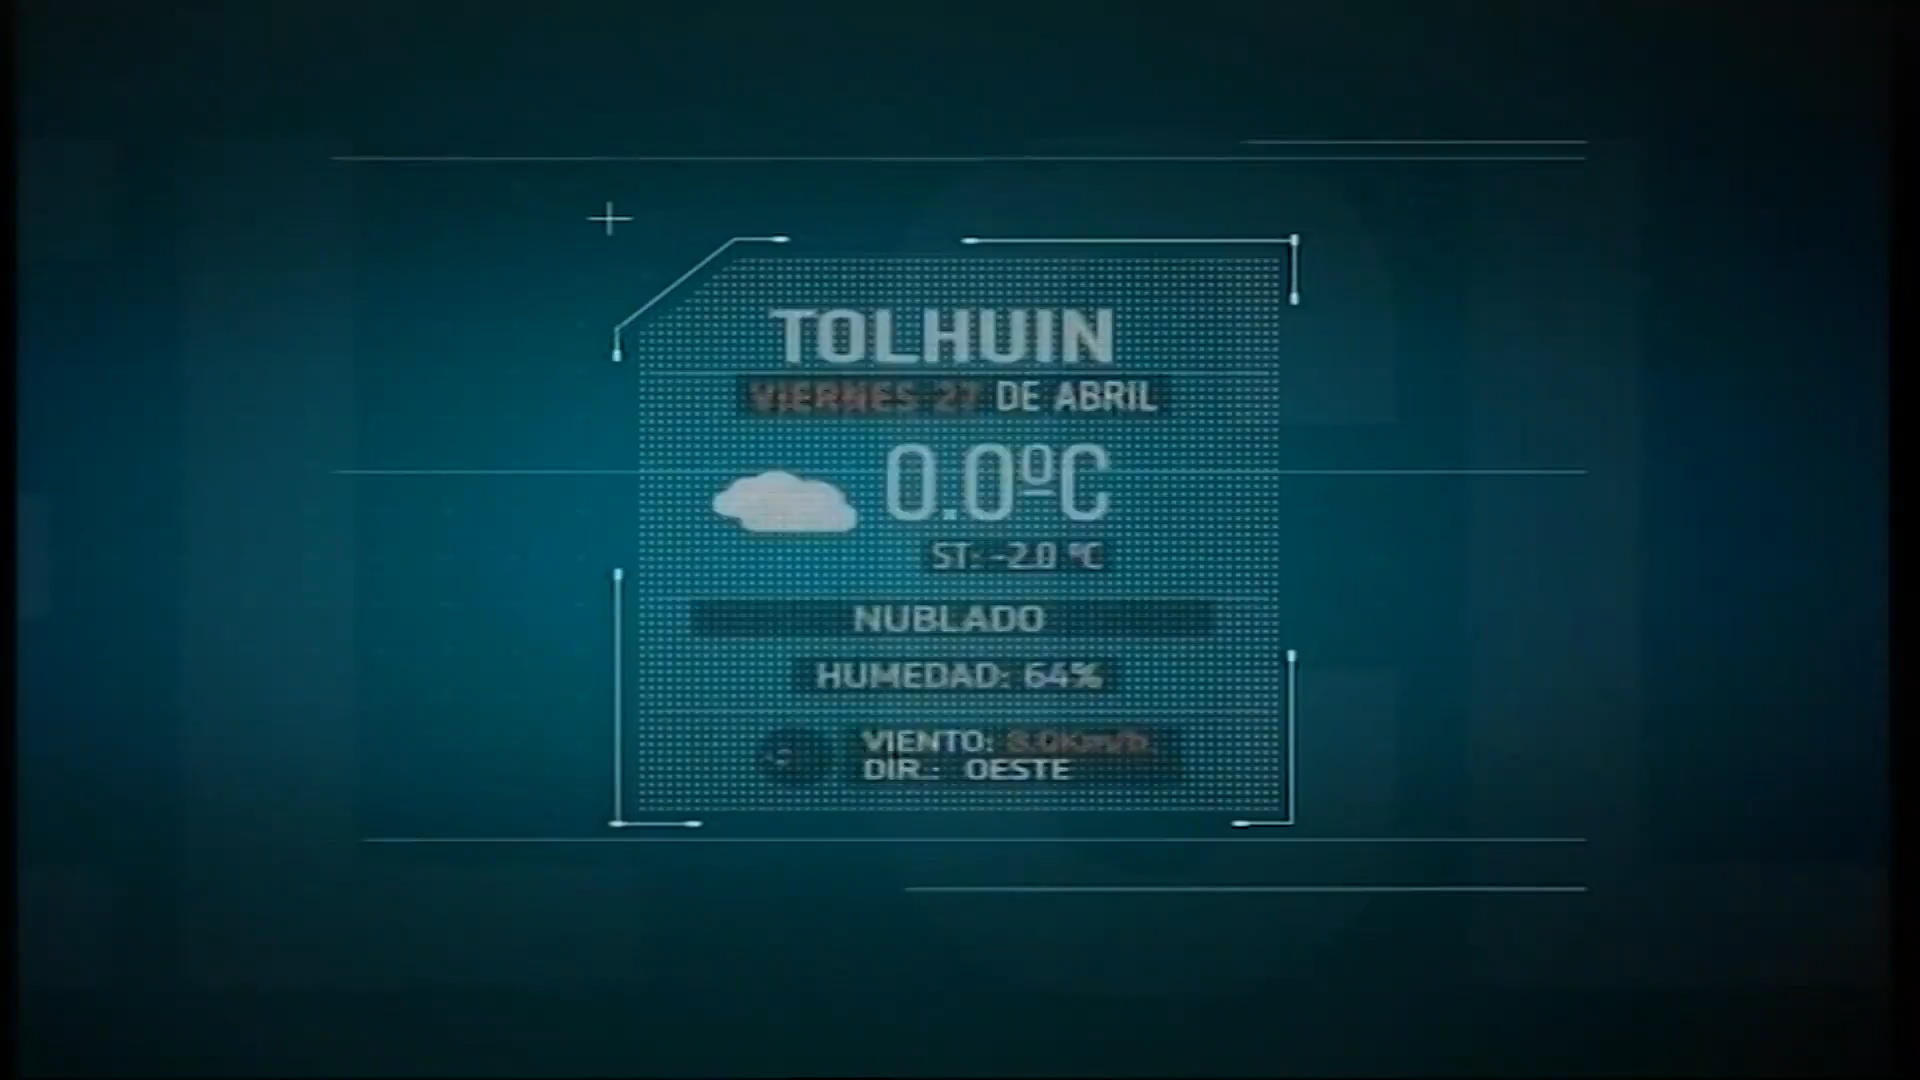 TOLHUIN
VIERNES 27 DE ABRIL
0.0ºC
ST: -2.0 ºC
NUBLADO
HUMEDAD: 64%
VIENTO:
DIR.: OESTE